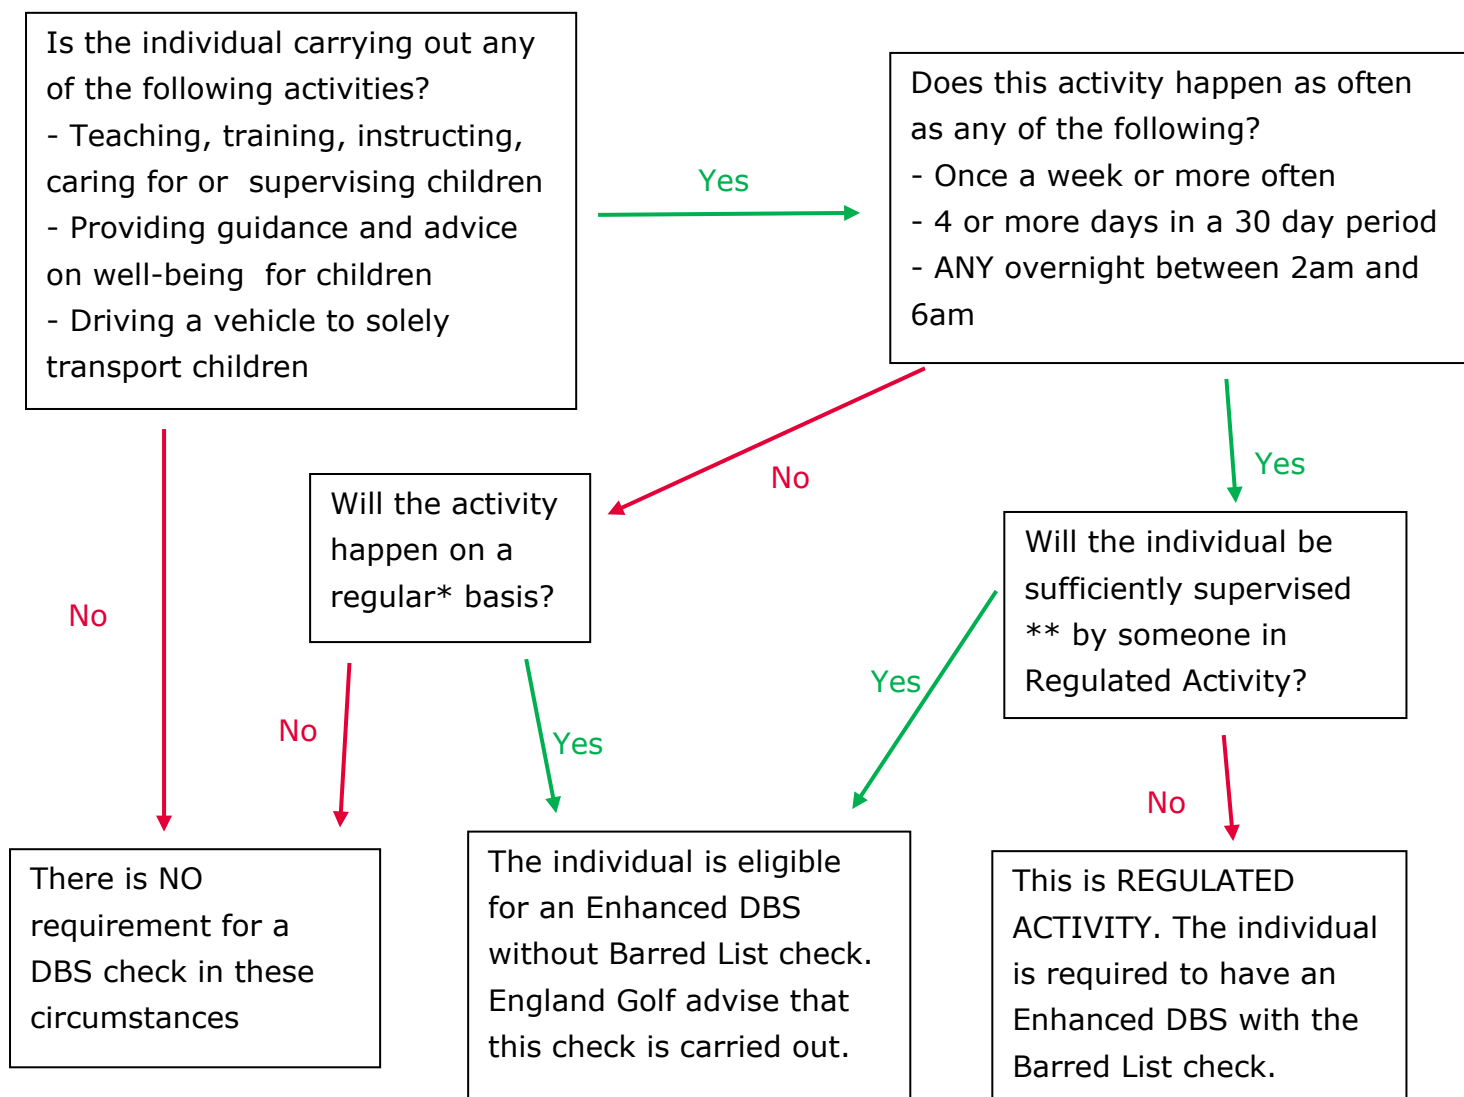 Is the individual carrying out any
of the following activities?
- Teaching, training, instructing,
caring for or  supervising children
- Providing guidance and advice
on well-being  for children
- Driving a vehicle to solely
transport children
Yes
Does this activity happen as often
as any of the following?
- Once a week or more often
- 4 or more days in a 30 day period
- ANY overnight between 2am and
6am
No
Yes
Will the activity
happen on a
regular* basis?
Will the individual be
sufficiently supervised
** by someone in
Regulated Activity?
No
No
Yes
Yes
No
There is NO
requirement for a
DBS check in these
circumstances
The individual is eligible
for an Enhanced DBS
without Barred List check.
England Golf advise that
this check is carried out.
This is REGULATED
ACTIVITY. The individual
is required to have an
Enhanced DBS with the
Barred List check.